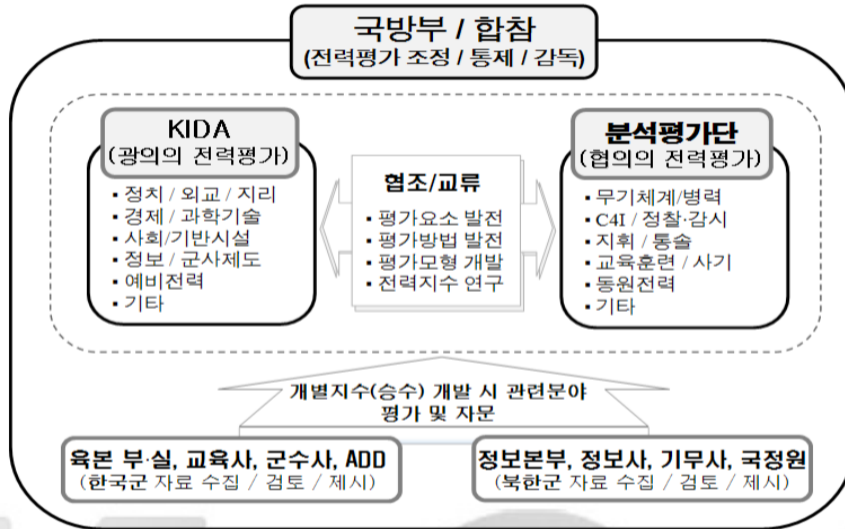 국방부 / 합참
(전력평가 조정 / 통제 / 감독)
KIDA
(광의의 전력평가)
▪ 정치 / 외교 / 지리
▪ 경제 / 과학기술
▪ 사회/기반시설
▪ 정보 / 군사제도
▪ 예비전력
▪ 기타
협조/교류
▪ 평가요소 발전
▪ 평가방법 발전
▪ 평가모형 개발
▪ 전력지수 연구
분석평가단
(협의의 전력평가)
▪ 무기체계/병력
▪ C4I / 정찰·감시
▪ 지휘 / 통솔
▪ 교육훈련 / 사기
▪ 동원전력
▪ 기타
개별지수(승수) 개발 시 관련분야
평가 및 자문
육본 부·실, 교육사, 군수사, ADD
(한국군 자료 수집 / 검토 / 제시)
정보본부, 정보사, 기무사, 국정원
(북한군 자료 수집 / 검토 / 제시)